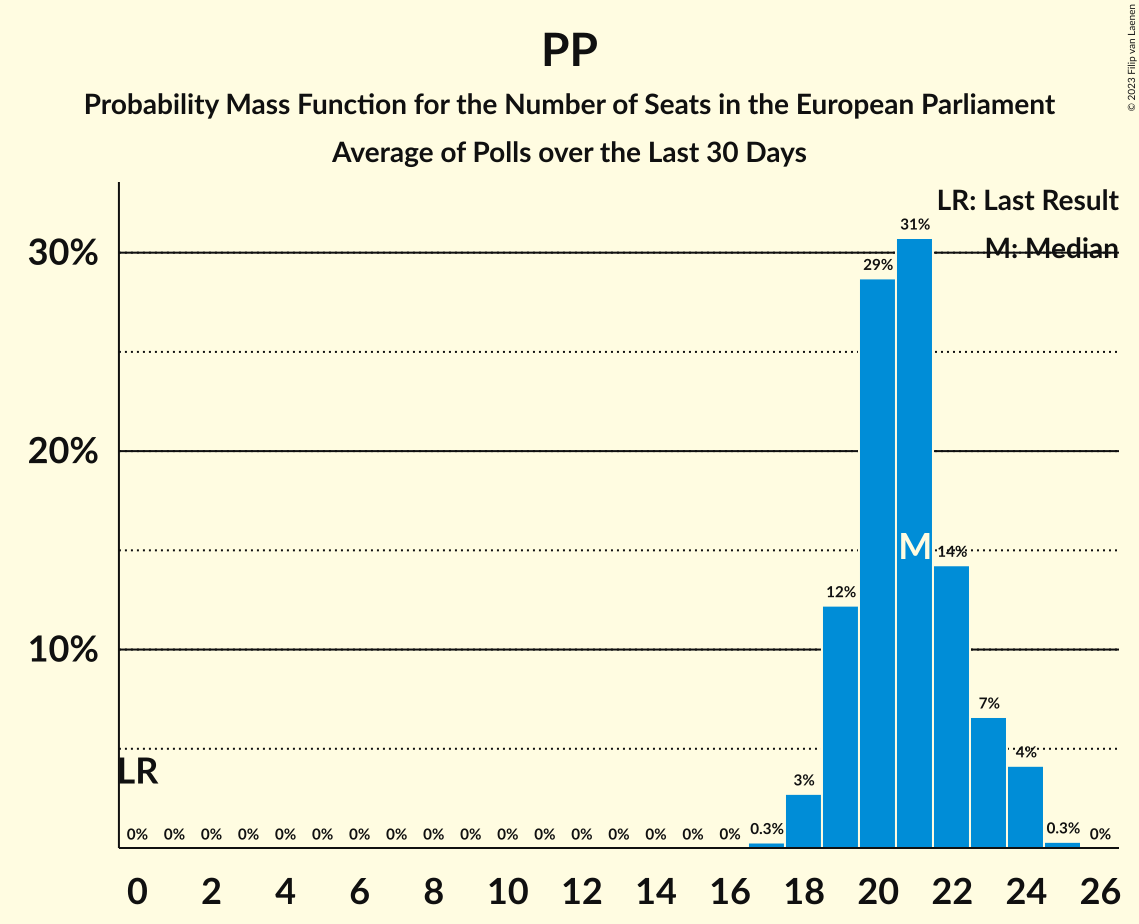 PP
Probability Mass Function for the Number of Seats in the European Parliament
Average of Polls over the Last 30 Days
© 2023 Filip van Laenen
LR: Last Result
M: Median
30%
20%
10%
31%
29%
M
14%
12%
7%
4%
LR
3%
0% 0% 0% 0% 0% 0% 0% 0% 0% 0% 0% 0% 0% 0% 0% 0% 0% 0.3% 0.3% 0%
0 2 4 6 8 10 12 14 16 18 20 22 24 26